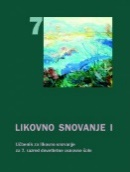 7
LIKOVNO SNOVANJE I
Učbenik za likovno snovanje
za 7. razred devetletne osnovne šole